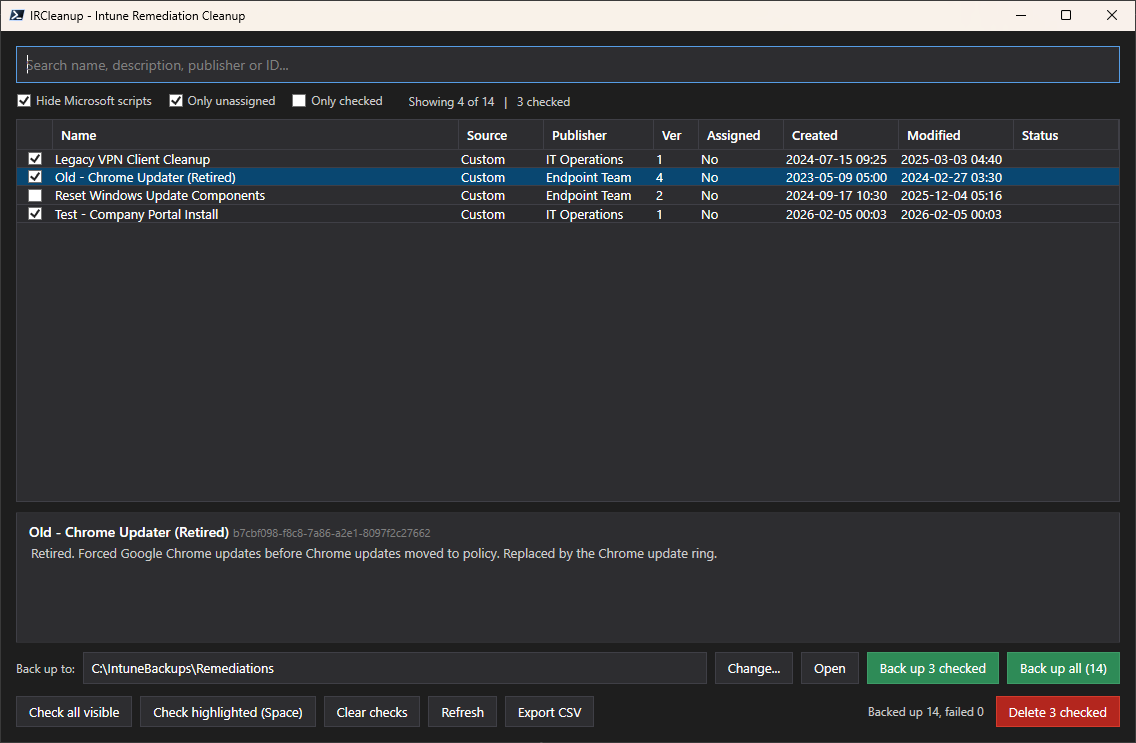 IRCleanup - Intune Remediation Cleanup
Search name, description, publisher or ID...
Hide Microsoft scripts Only unassigned Only checked Showing 4 of 14 | 3 checked
Name Source Publisher Ver Assigned Created Modified Status
Legacy VPN Client Cleanup Custom IT Operations 1 No 2024-07-15 09:25 2025-03-03 04:40
Old - Chrome Updater (Retired) Custom Endpoint Team 4 No 2023-05-09 05:00 2024-02-27 03:30
Reset Windows Update Components Custom Endpoint Team 2 No 2024-09-17 10:30 2025-12-04 05:16
Test - Company Portal Install Custom IT Operations 1 No 2026-02-05 00:03 2026-02-05 00:03
Old - Chrome Updater (Retired) b7cbf098-f8c8-7a86-a2e1-8097f2c27662
Retired. Forced Google Chrome updates before Chrome updates moved to policy. Replaced by the Chrome update ring.
Back up to: C:\IntuneBackups\Remediations Change... Open Back up 3 checked Back up all (14)
Check all visible Check highlighted (Space) Clear checks Refresh Export CSV Backed up 14, failed 0 Delete 3 checked